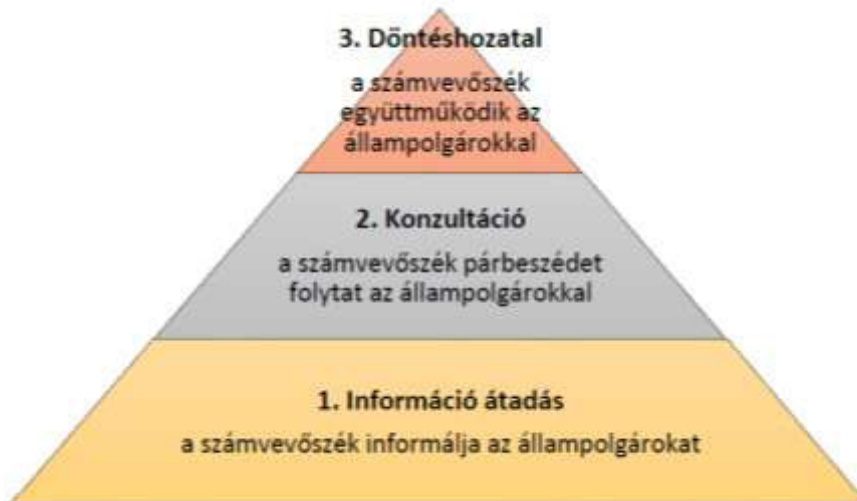 3. Döntéshozatal
a számvevőszék
együttműködik az
állampolgárokkal
2. Konzultáció
a számvevőszék párbeszédet
folytat az állampolgárokkal
1. Információ átadás
a számvevőszék informálja az állampolgárokat